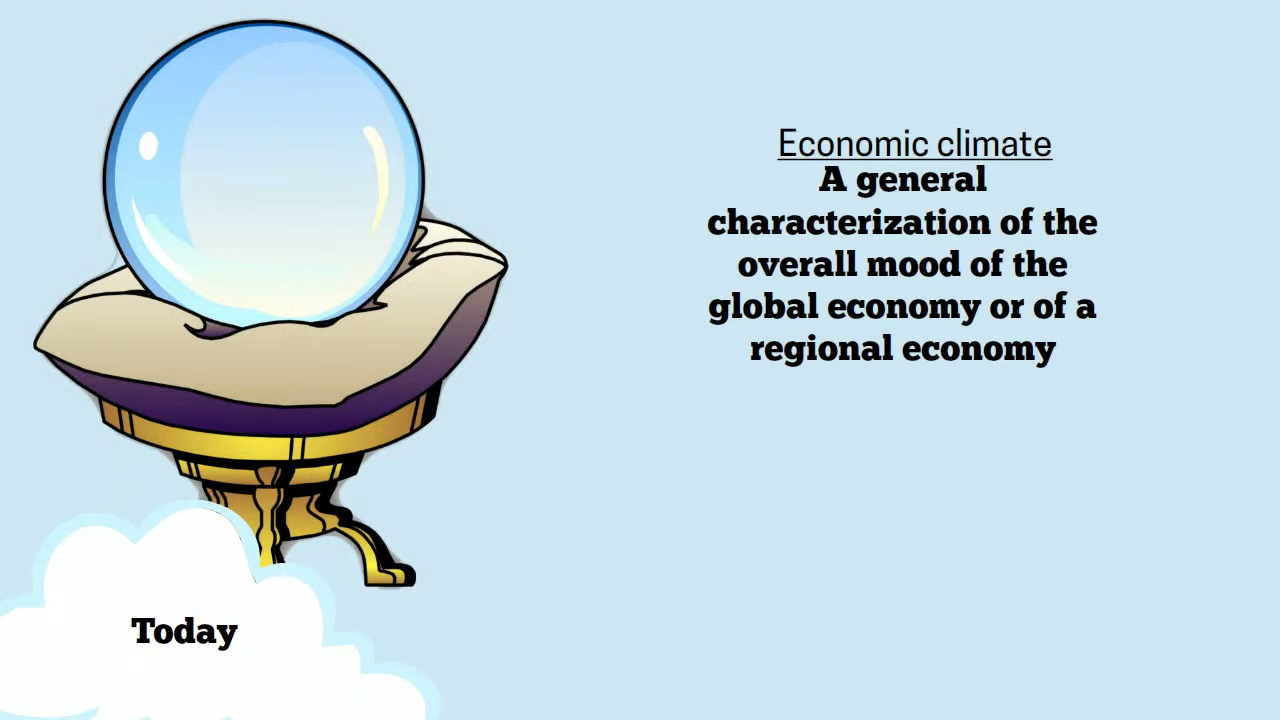 Economic climate
A general
characterization of the
overall mood of the
global economy or of a
regional economy
Today